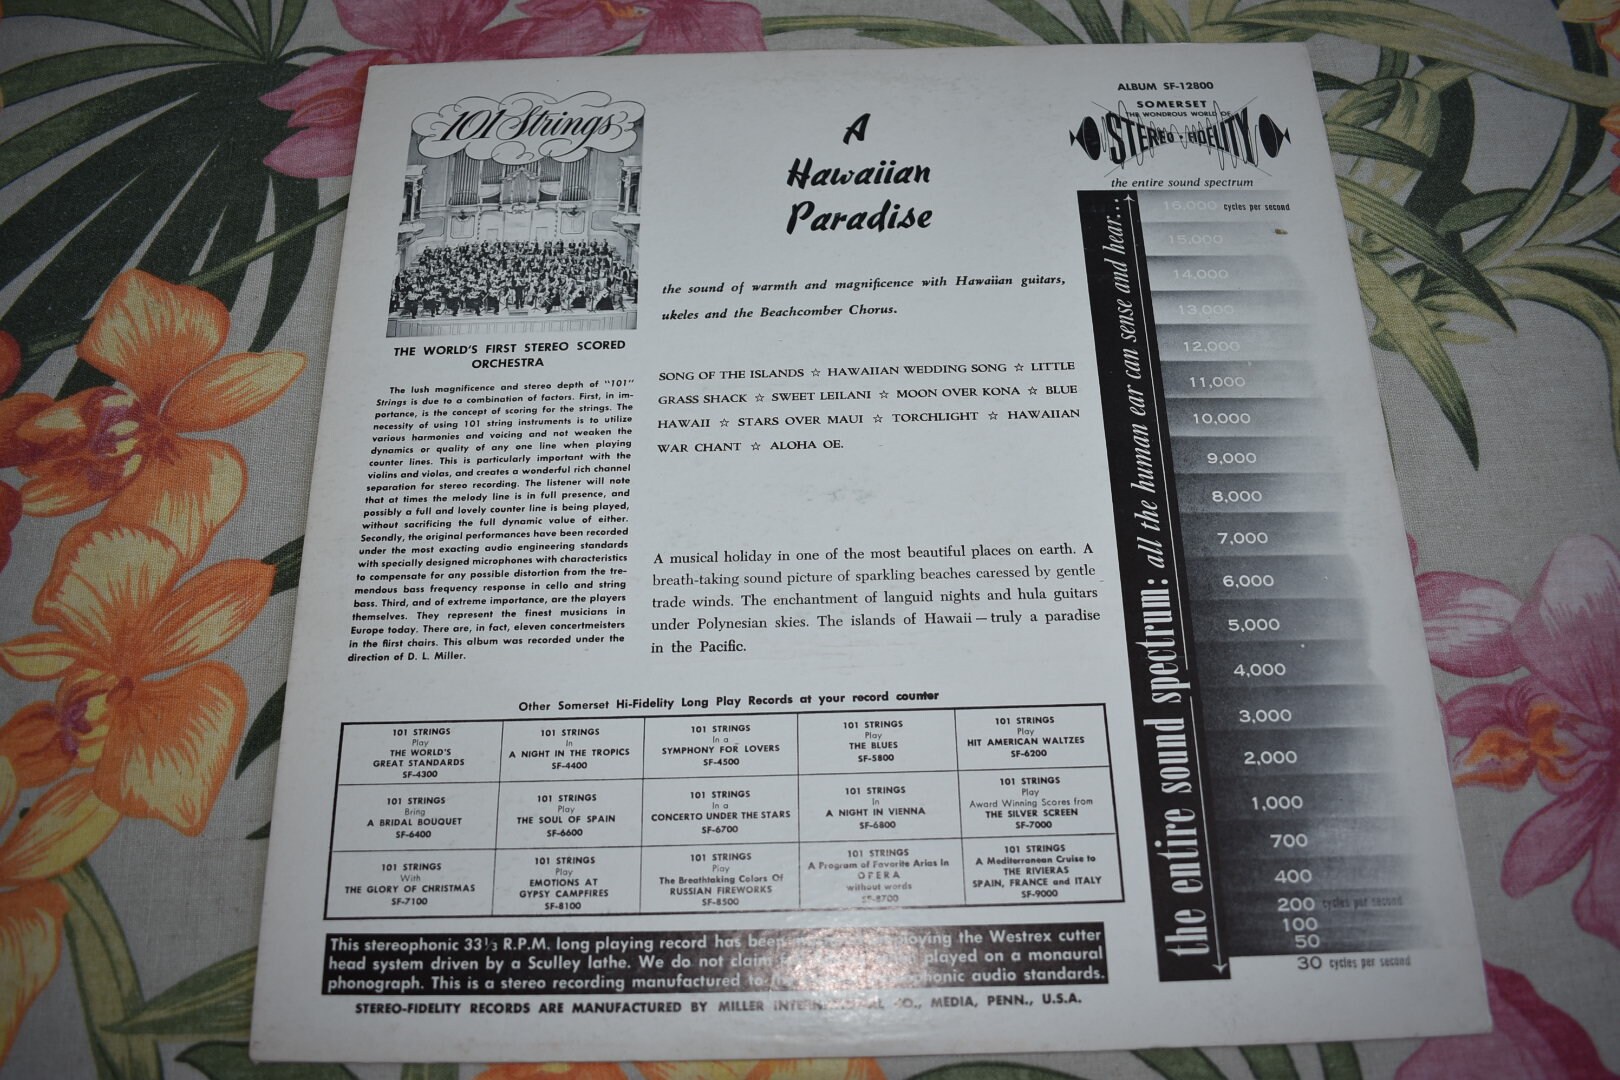 101 Strings
THE WORLD'S FIRST STEREO SCORED
ORCHESTRA
The lush magnificence and stereo depth of "101"
Strings is due to a combination of factors. First, in im-
portance, is the concept of scoring for the strings. The
necessity of using 101 string instruments is to utilize
various harmonies and voicing and not weaken the
dynamics or quality of any one line when playing
counter lines. This is particularly important with the
violins and violas, and creates a wonderful rich channel
separation for stereo recording. The listener will note
that at times the melody line is in full presence, and
possibly a full and lovely counter line is being played,
without sacrificing the full dynamic value of either.
Secondly, the original performances have been recorded
under the most exacting audio engineering standards
with specially designed microphones with characteristics
to compensate for any possible distortion from the tre-
mendous bass frequency response in cello and string
bass. Third, and of extreme importance, are the players
themselves. They represent the finest musicians in
Europe today. There are, in fact, eleven concertmeisters
in the first chairs. This album was recorded under the
direction of D. L. Miller.
A
Hawaiian
Paradise
the sound of warmth and magnificence with Hawaiian guitars,
ukeles and the Beachcomber Chorus.
SONG OF THE ISLANDS ☆ HAWAIIAN WEDDING SONG ☆ LITTLE
GRASS SHACK ☆ SWEET LEILANI ☆ MOON OVER KONA ☆ BLUE
HAWAII ☆ STARS OVER MAUI ☆ TORCHLIGHT ☆ HAWAIIAN
WAR CHANT ☆ ALOHA OE.
A musical holiday in one of the most beautiful places on earth. A
breath-taking sound picture of sparkling beaches caressed by gentle
trade winds. The enchantment of languid nights and hula guitars
under Polynesian skies. The islands of Hawaii — truly a paradise
in the Pacific.
ALBUM SF-12800
SOMERSET
THE WONDROUS WORLD OF
STEREO-FIDELITY
the entire sound spectrum
the entire sound spectrum: all the human ear can sense and hear...
16,000 cycles per second
15,000
14,000
13,000
12,000
11,000
10,000
9,000
8,000
7,000
6,000
5,000
4,000
3,000
2,000
1,000
700
400
200 cycles per second
100
50
30 cycles per second
Other Somerset Hi-Fidelity Long Play Records at your record counter
101 STRINGS
Play
THE WORLD'S
GREAT STANDARDS
SF-4300
101 STRINGS
In
A NIGHT IN THE TROPICS
SF-4400
101 STRINGS
In a
SYMPHONY FOR LOVERS
SF-4500
101 STRINGS
Play
THE BLUES
SF-5800
101 STRINGS
Play
HIT AMERICAN WALTZES
SF-6200
101 STRINGS
Bring
A BRIDAL BOUQUET
SF-6400
101 STRINGS
Play
THE SOUL OF SPAIN
SF-6600
101 STRINGS
In a
CONCERTO UNDER THE STARS
SF-6700
101 STRINGS
In
A NIGHT IN VIENNA
SF-6800
101 STRINGS
Play
Award Winning Scores from
THE SILVER SCREEN
SF-7000
101 STRINGS
With
THE GLORY OF CHRISTMAS
SF-7100
101 STRINGS
Play
EMOTIONS AT
GYPSY CAMPFIRES
SF-8100
101 STRINGS
Play
The Breathtaking Colors Of
RUSSIAN FIREWORKS
SF-8500
101 STRINGS
A Program of Favorite Arias In
OPERA
without words
SF-8700
101 STRINGS
A Mediterranean Cruise to
THE RIVIERAS
SPAIN, FRANCE and ITALY
SF-9000
This stereophonic 33 1/3 R.P.M. long playing record has been the Westrex cutter
head system driven by a Sculley lathe. We do not claim played on a monaural
phonograph. This is a stereo recording manufactured to audio standards.
STEREO-FIDELITY RECORDS ARE MANUFACTURED BY MILLER INTERNATIONAL CO., MEDIA, PENN., U.S.A.